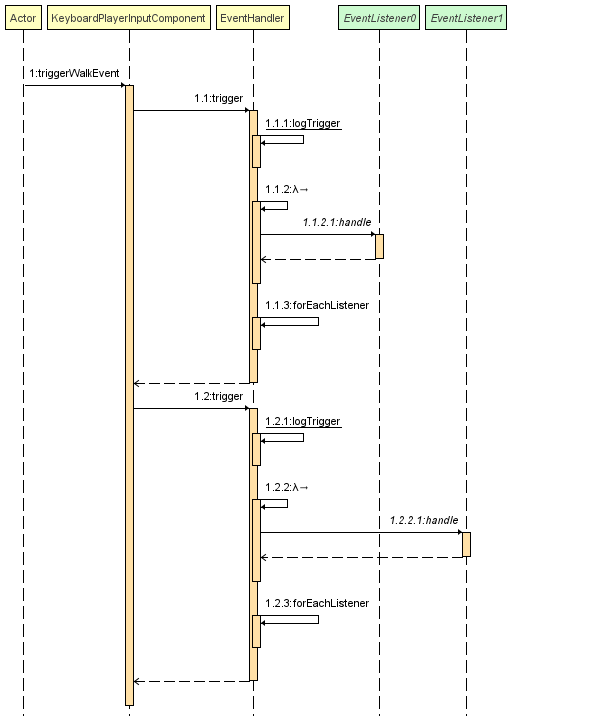 Actor KeyboardPlayerInputComponent EventHandler EventListener0 EventListener1
1:triggerWalkEvent
1.1:trigger
1.1.1:logTrigger
1.1.2:λ→
1.1.2.1:handle
1.1.3:forEachListener
1.2:trigger
1.2.1:logTrigger
1.2.2:λ→
1.2.2.1:handle
1.2.3:forEachListener